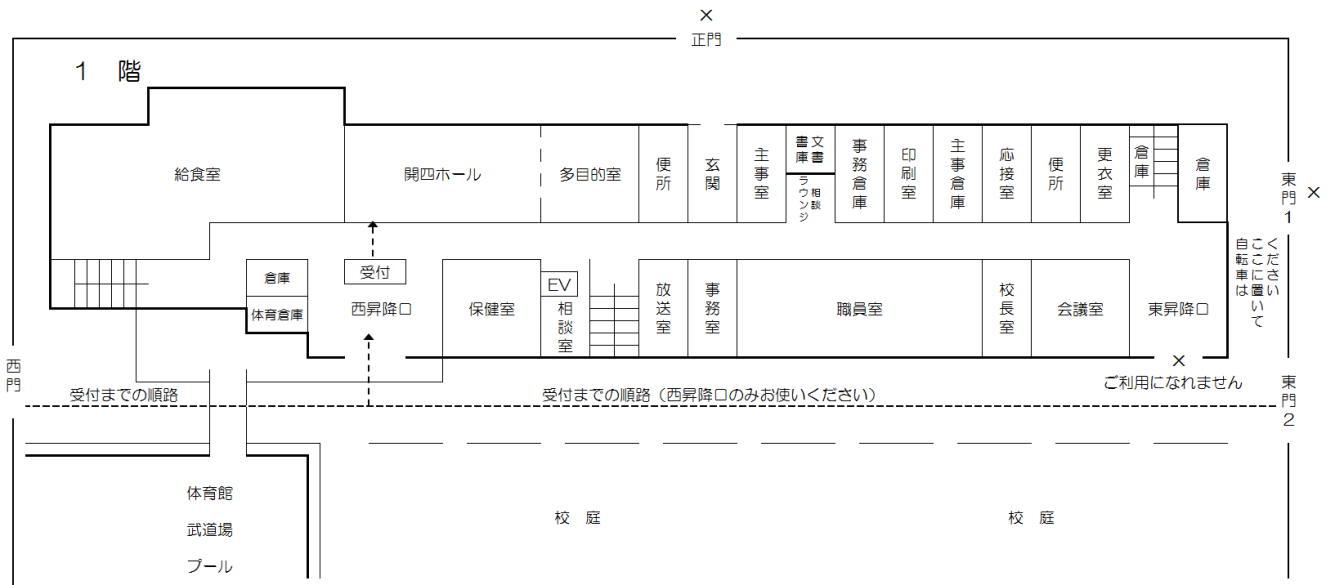 ×
正門
1 階
給食室
開四ホール
多目的室
便所
玄関
主事室
文書書庫
相談ラウンジ
事務倉庫
印刷室
主事倉庫
応接室
便所
更衣室
倉庫
倉庫
東門1
×
自転車は
ここに置いて
ください
倉庫
体育倉庫
受付
西昇降口
保健室
EV
相談室
放送室
事務室
職員室
校長室
会議室
東昇降口
×
ご利用になれません
西門
受付までの順路
受付までの順路（西昇降口のみお使いください）
東門2
体育館
武道場
プール
校 庭
校 庭